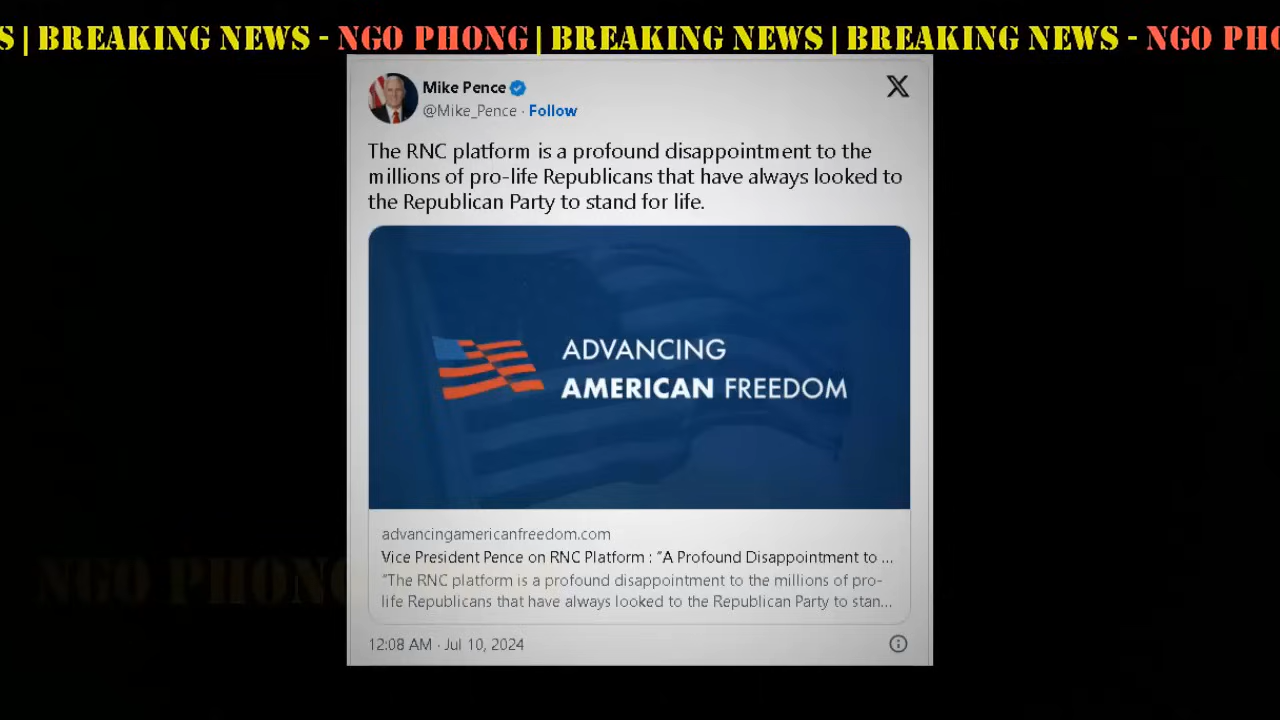 S | BREAKING NEWS - NGO PHONG | BREAKING NEWS | BREAKING NEWS - NGO PHO
Mike Pence
@Mike_Pence · Follow
The RNC platform is a profound disappointment to the
millions of pro-life Republicans that have always looked to
the Republican Party to stand for life.
ADVANCING
AMERICAN FREEDOM
advancingamericanfreedom.com
Vice President Pence on RNC Platform : “A Profound Disappointment to ...
“The RNC platform is a profound disappointment to the millions of pro-
life Republicans that have always looked to the Republican Party to stan...
NGO PHONG
12:08 AM · Jul 10, 2024